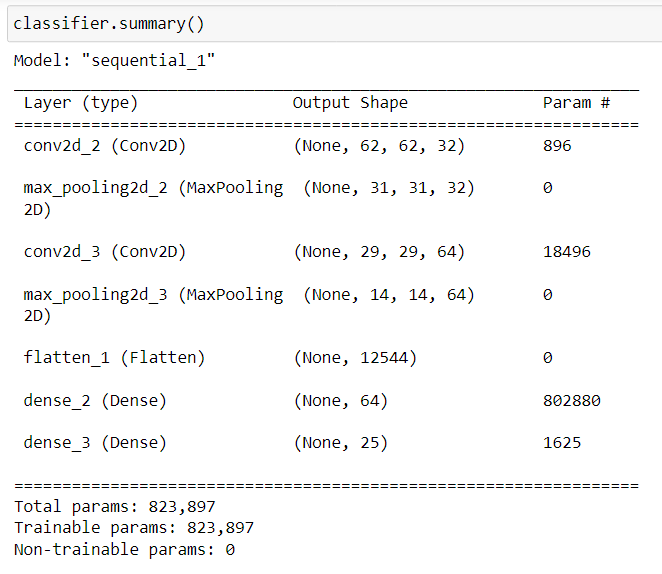 classifier.summary()
Model: "sequential_1"
_________________________________________________________________
Layer (type) Output Shape Param #
=================================================================
conv2d_2 (Conv2D) (None, 62, 62, 32) 896
max_pooling2d_2 (MaxPooling (None, 31, 31, 32) 0
2D)
conv2d_3 (Conv2D) (None, 29, 29, 64) 18496
max_pooling2d_3 (MaxPooling (None, 14, 14, 64) 0
2D)
flatten_1 (Flatten) (None, 12544) 0
dense_2 (Dense) (None, 64) 802880
dense_3 (Dense) (None, 25) 1625
=================================================================
Total params: 823,897
Trainable params: 823,897
Non-trainable params: 0